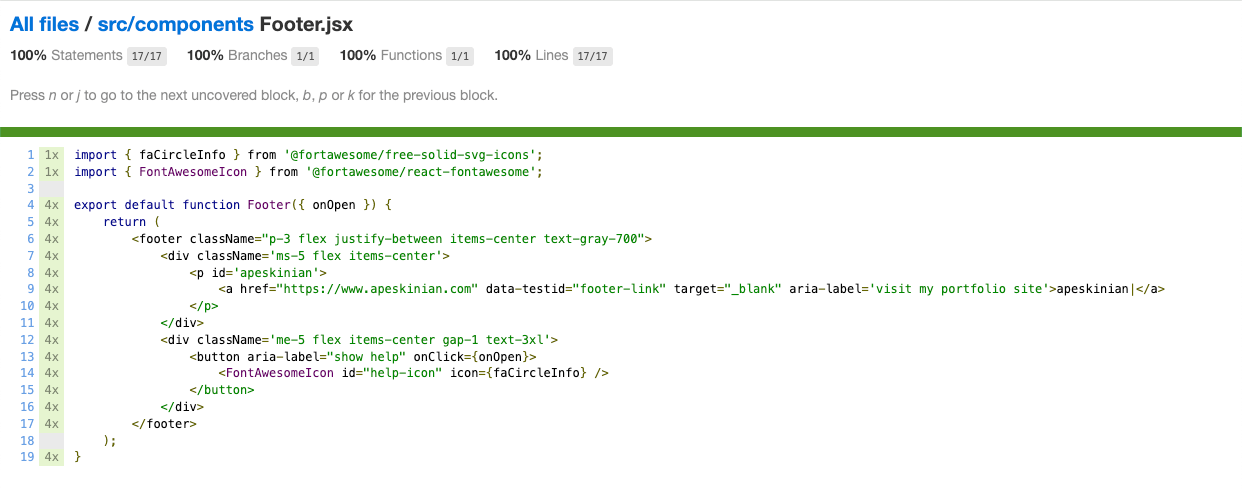 All files / src/components Footer.jsx
100% Statements 17/17 100% Branches 1/1 100% Functions 1/1 100% Lines 17/17
Press n or j to go to the next uncovered block, b, p or k for the previous block.
1 1x import { faCircleInfo } from '@fortawesome/free-solid-svg-icons';
2 1x import { FontAwesomeIcon } from '@fortawesome/react-fontawesome';
3
4 4x export default function Footer({ onOpen }) {
5 4x     return (
6 4x         <footer className="p-3 flex justify-between items-center text-gray-700">
7 4x             <div className='ms-5 flex items-center'>
8 4x                 <p id='apeskinian'>
9 4x                     <a href="https://www.apeskinian.com" data-testid="footer-link" target="_blank" aria-label='visit my portfolio site'>apeskinian|</a>
10 4x                 </p>
11 4x             </div>
12 4x             <div className='me-5 flex items-center gap-1 text-3xl'>
13 4x                 <button aria-label="show help" onClick={onOpen}>
14 4x                     <FontAwesomeIcon id="help-icon" icon={faCircleInfo} />
15 4x                 </button>
16 4x             </div>
17 4x         </footer>
18     );
19 4x }